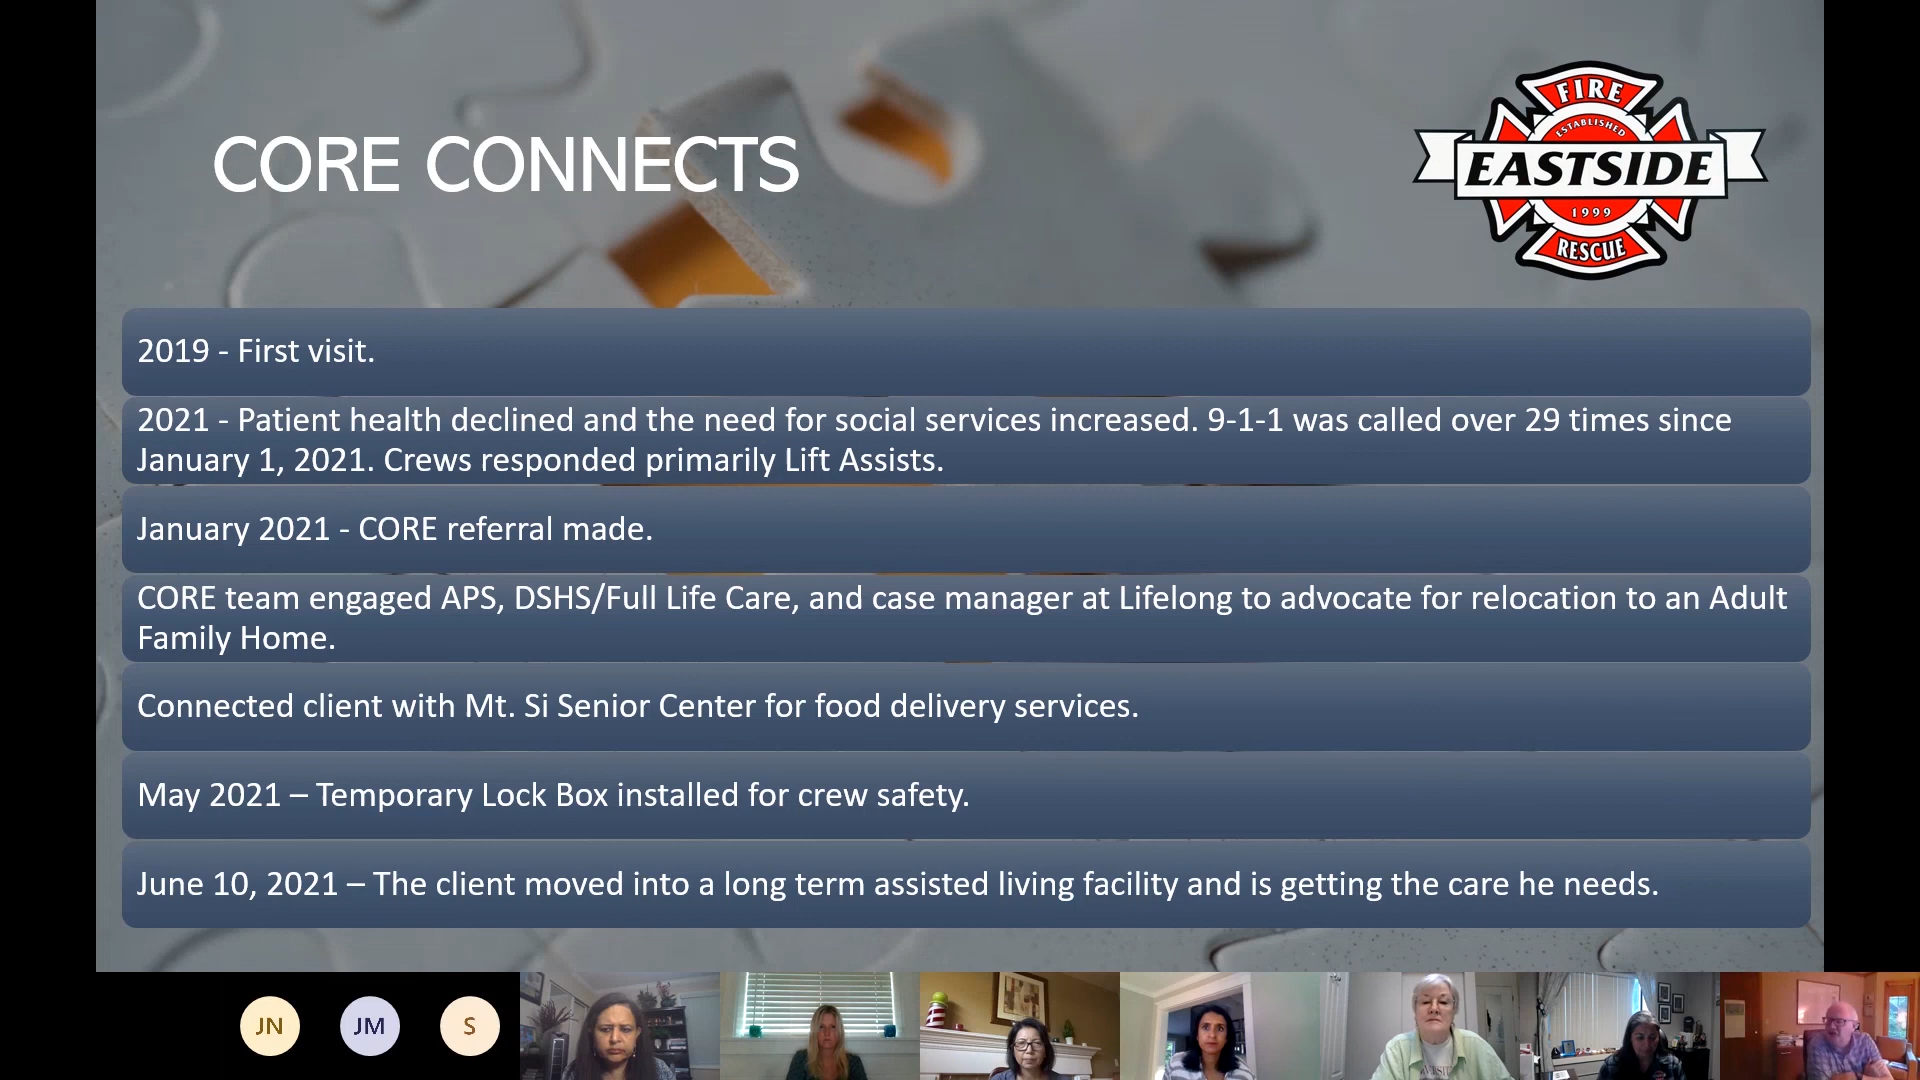 CORE CONNECTS
FIRE
ESTABLISHED
EASTSIDE
1999
RESCUE
2019 - First visit.
2021 - Patient health declined and the need for social services increased. 9-1-1 was called over 29 times since
January 1, 2021. Crews responded primarily Lift Assists.
January 2021 - CORE referral made.
CORE team engaged APS, DSHS/Full Life Care, and case manager at Lifelong to advocate for relocation to an Adult
Family Home.
Connected client with Mt. Si Senior Center for food delivery services.
May 2021 – Temporary Lock Box installed for crew safety.
June 10, 2021 – The client moved into a long term assisted living facility and is getting the care he needs.
JN
JM
S